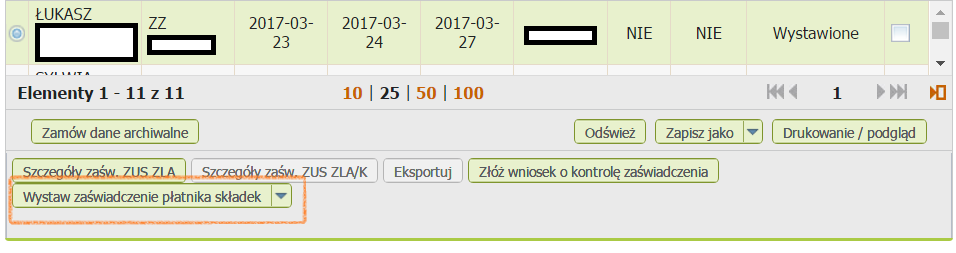 ŁUKASZ ZZ 2017-03-23 2017-03-24 2017-03-27 NIE NIE Wystawione
SYLWIA
Elementy 1 - 11 z 11 10 | 25 | 50 | 100 1
Zamów dane archiwalne Odśwież Zapisz jako Drukowanie / podgląd
Szczegóły zaśw. ZUS ZLA Szczegóły zaśw. ZUS ZLA/K Eksportuj Złóż wniosek o kontrolę zaświadczenia
Wystaw zaświadczenie płatnika składek